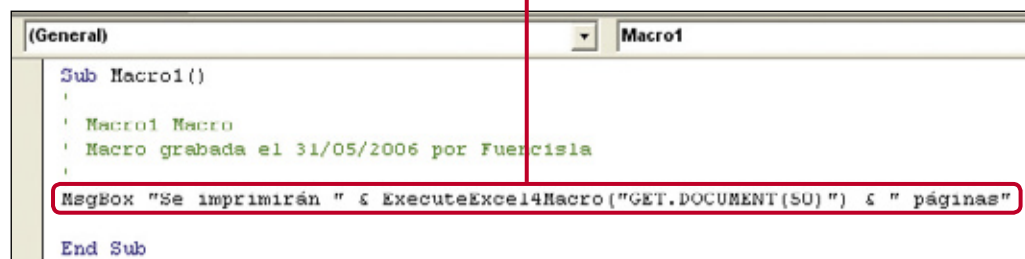 (General) Macro1
Sub Macro1()
'
' Macro1 Macro
' Macro grabada el 31/05/2006 por Fuencisla
'
MsgBox "Se imprimirán " & ExecuteExcel4Macro("GET.DOCUMENT(50)") & " páginas"
End Sub